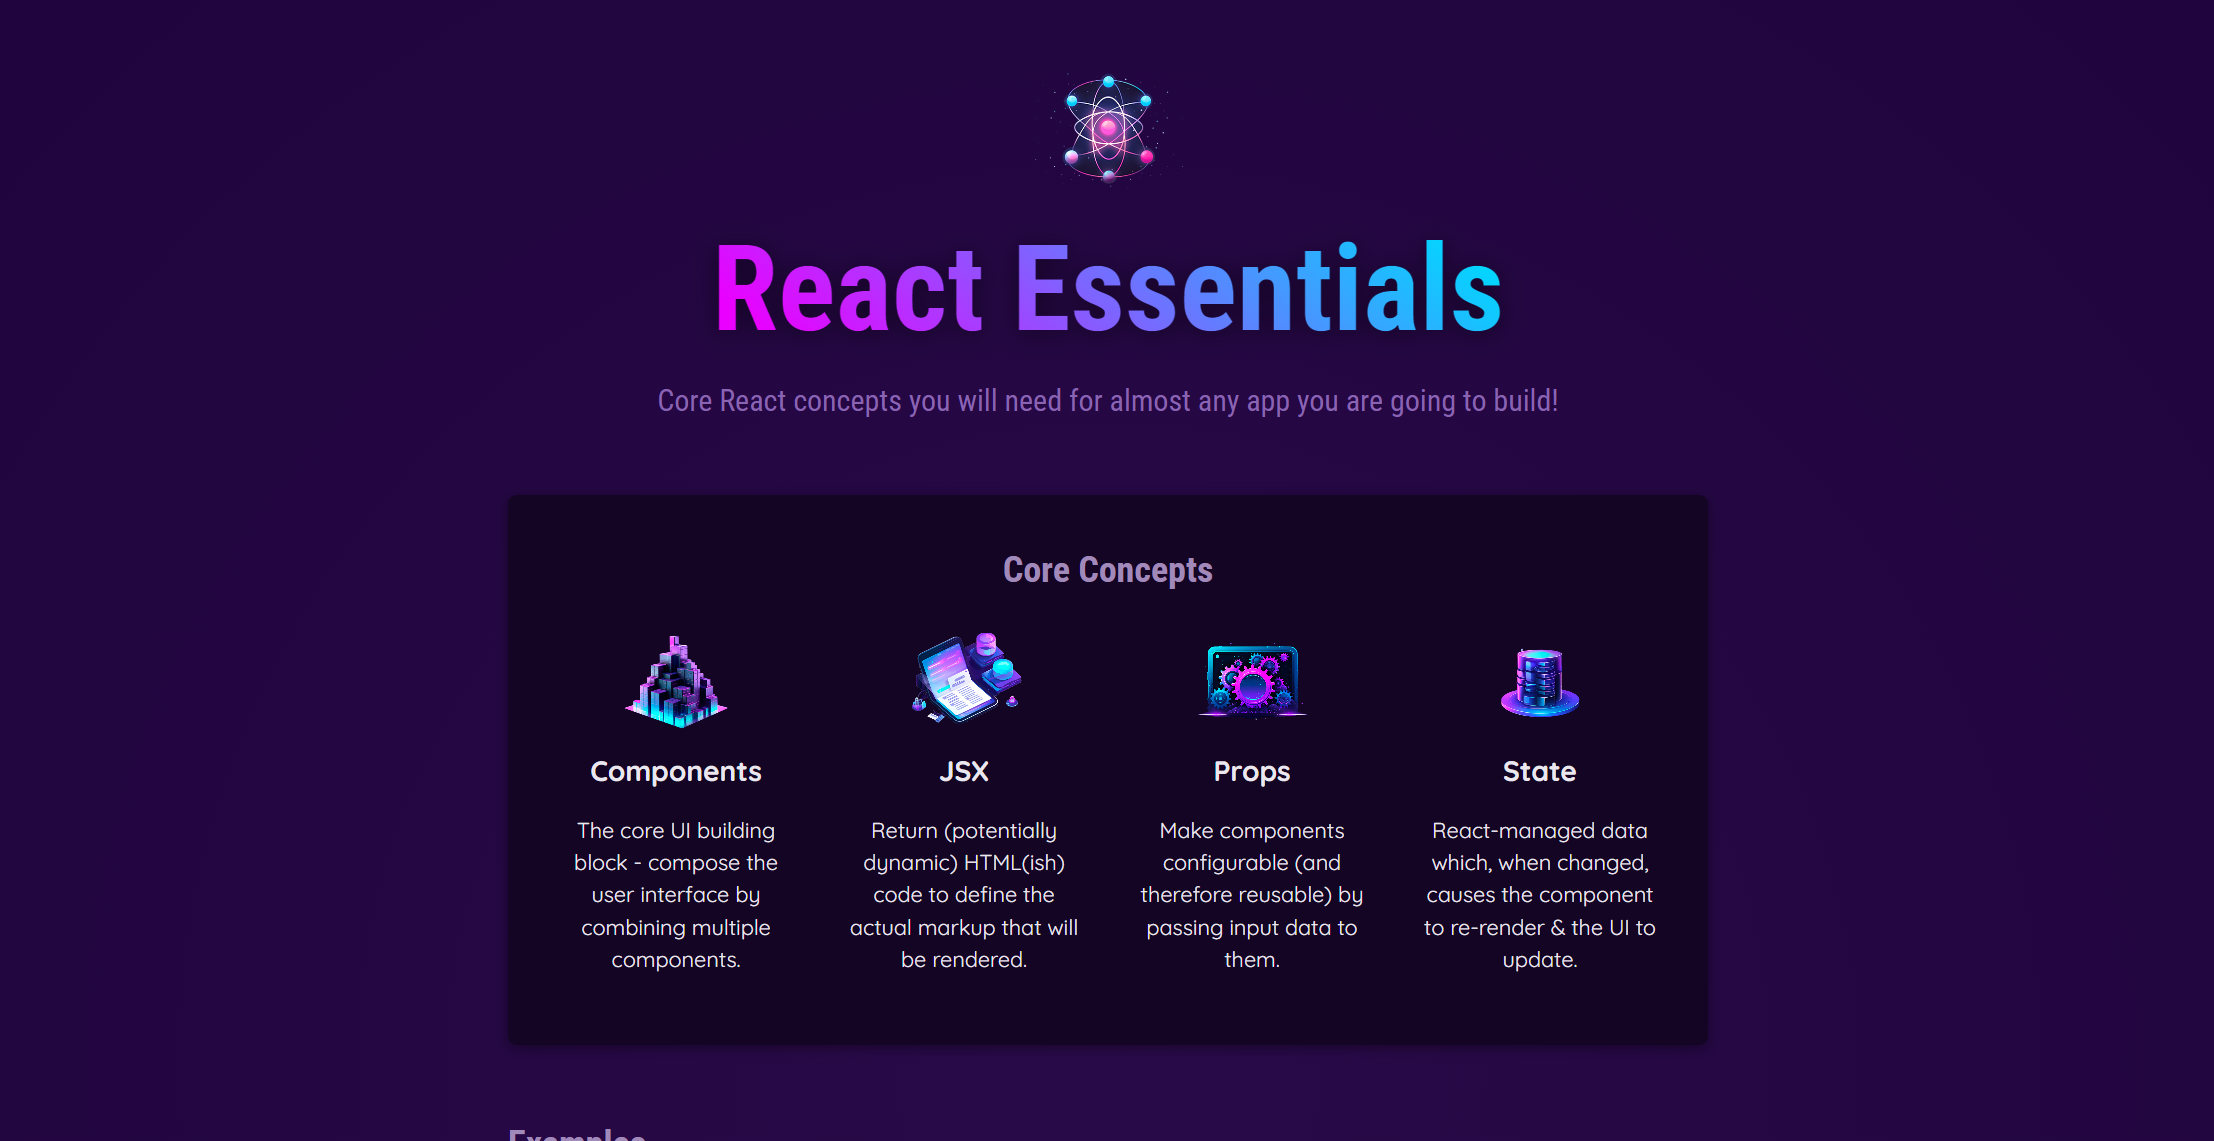 React Essentials
Core React concepts you will need for almost any app you are going to build!
Core Concepts
Components
The core UI building
block - compose the
user interface by
combining multiple
components.
JSX
Return (potentially
dynamic) HTML(ish)
code to define the
actual markup that will
be rendered.
Props
Make components
configurable (and
therefore reusable) by
passing input data to
them.
State
React-managed data
which, when changed,
causes the component
to re-render & the UI to
update.
Examples